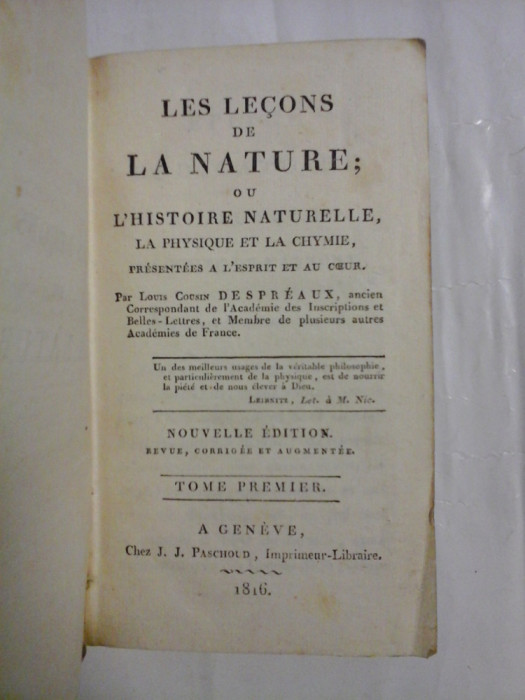 LES LEÇONS
DE
LA NATURE;
OU
L'HISTOIRE NATURELLE,
LA PHYSIQUE ET LA CHYMIE,
PRÉSENTÉES A L'ESPRIT ET AU CŒUR.
Par Louis Cousin DESPRÉAUX, ancien
Correspondant de l'Académie des Inscriptions et
Belles-Lettres, et Membre de plusieurs autres
Académies de France.
Un des meilleurs usages de la véritable philosophie,
et particulièrement de la physique, est de nourrir
la piété et de nous élever à Dieu.
Leibnitz, Let. à M. Nic.
NOUVELLE ÉDITION.
REVUE, CORRIGÉE ET AUGMENTÉE.
TOME PREMIER.
A GENÈVE,
Chez J. J. Paschoud, Imprimeur-Libraire.
1816.